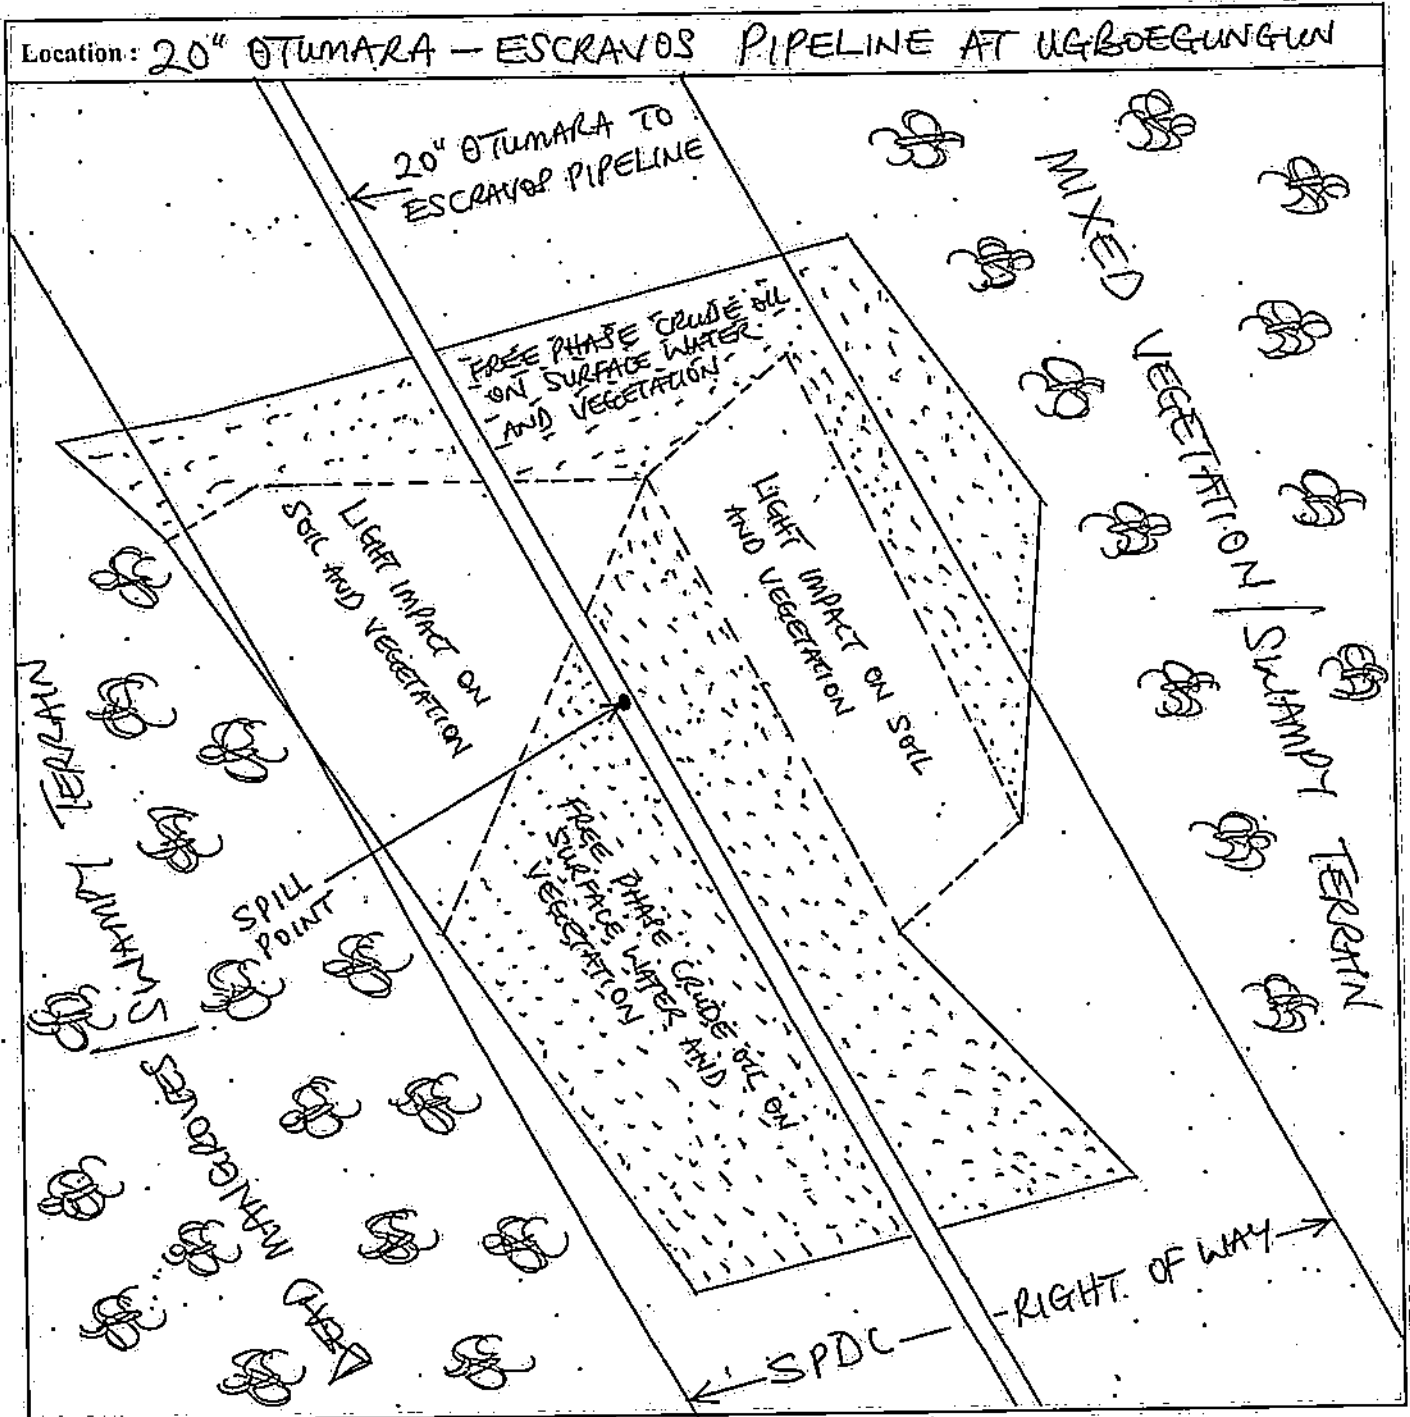 Location: 20" OTUMARA - ESCRAVOS PIPELINE AT UGBOEGUNGUN
20" OTUMARA TO
ESCRAVOS PIPELINE
FREE PHASE CRUDE OIL
ON SURFACE WATER
AND VEGETATION
MIXED VEGETATION / SWAMPY TERRAIN
LIGHT IMPACT ON
SOIL AND VEGETATION
LIGHT IMPACT ON SOIL
AND VEGETATION
SPILL
POINT
FREE PHASE CRUDE OIL ON
SURFACE WATER AND
VEGETATION
AND MANGROVES / SWAMPY TERRAIN
SPDC - RIGHT OF WAY